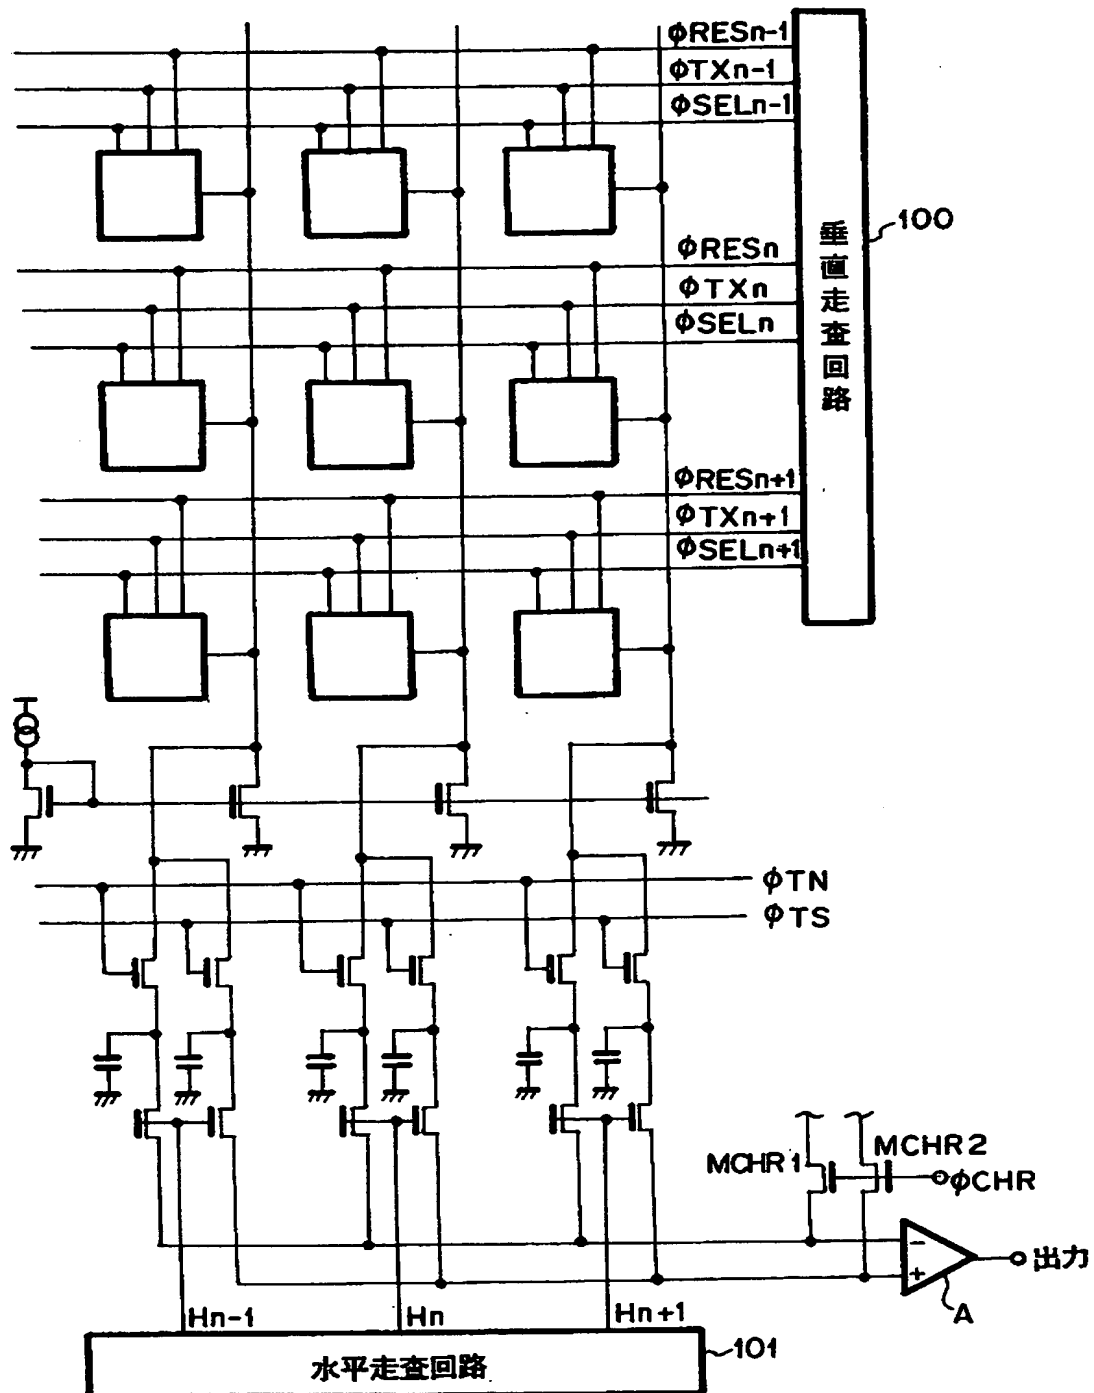 φRESn-1
φTXn-1
φSELn-1
100
垂直走査回路
φRESn
φTXn
φSELn
φRESn+1
φTXn+1
φSELn+1
φTN
φTS
MCHR1
MCHR2
φCHR
−
+
出力
A
Hn-1
Hn
Hn+1
水平走査回路
101